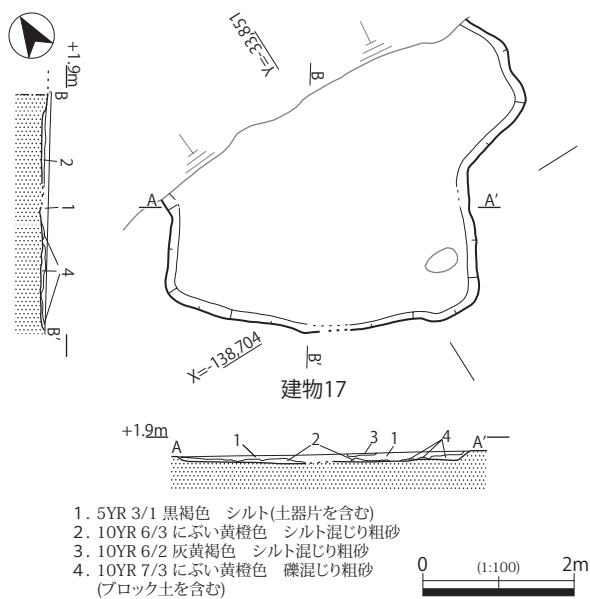 +1.9m
Y=-33,851
B
B
2
1
4
B'
A
A'
X=-138,704
B'
建物17
+1.9m
A
1
2
3
1
4
A'
1. 5YR 3/1 黒褐色　シルト(土器片を含む)
2. 10YR 6/3 にぶい黄橙色　シルト混じり粗砂
3. 10YR 6/2 灰黄褐色　シルト混じり粗砂
4. 10YR 7/3 にぶい黄橙色　礫混じり粗砂
(ブロック土を含む)
0 (1:100) 2m